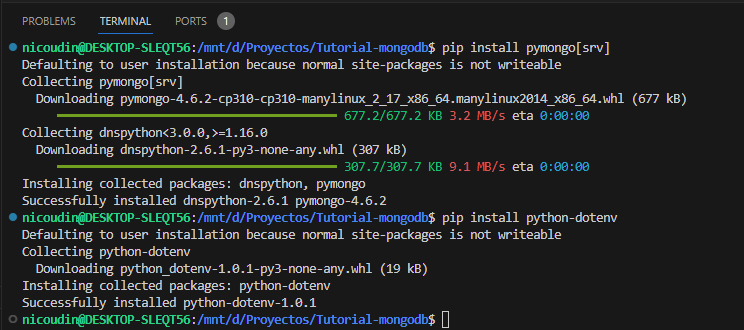 PROBLEMS TERMINAL PORTS 1
nicoudin@DESKTOP-SLEQT56:/mnt/d/Proyectos/Tutorial-mongodb$ pip install pymongo[srv]
Defaulting to user installation because normal site-packages is not writeable
Collecting pymongo[srv]
  Downloading pymongo-4.6.2-cp310-cp310-manylinux_2_17_x86_64.manylinux2014_x86_64.whl (677 kB)
677.2/677.2 KB 3.2 MB/s eta 0:00:00
Collecting dnspython<3.0.0,>=1.16.0
  Downloading dnspython-2.6.1-py3-none-any.whl (307 kB)
307.7/307.7 KB 9.1 MB/s eta 0:00:00
Installing collected packages: dnspython, pymongo
Successfully installed dnspython-2.6.1 pymongo-4.6.2
nicoudin@DESKTOP-SLEQT56:/mnt/d/Proyectos/Tutorial-mongodb$ pip install python-dotenv
Defaulting to user installation because normal site-packages is not writeable
Collecting python-dotenv
  Downloading python_dotenv-1.0.1-py3-none-any.whl (19 kB)
Installing collected packages: python-dotenv
Successfully installed python-dotenv-1.0.1
nicoudin@DESKTOP-SLEQT56:/mnt/d/Proyectos/Tutorial-mongodb$